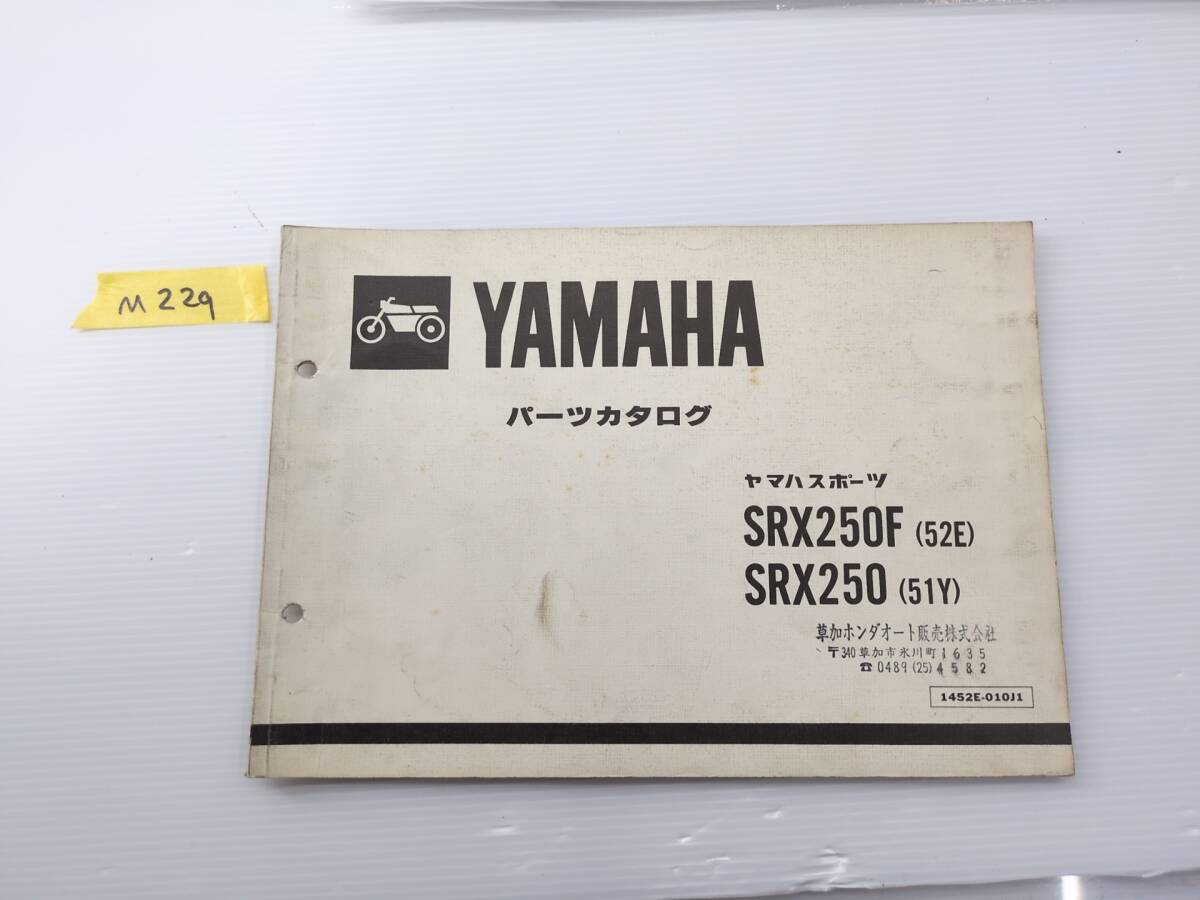 M229
YAMAHA
パーツカタログ
ヤマハスポーツ
SRX250F (52E)
SRX250 (51Y)
草加ホンダオート販売株式会社
〒340 草加市氷川町1635
☎ 0489 (25) 4582
1452E-010J1